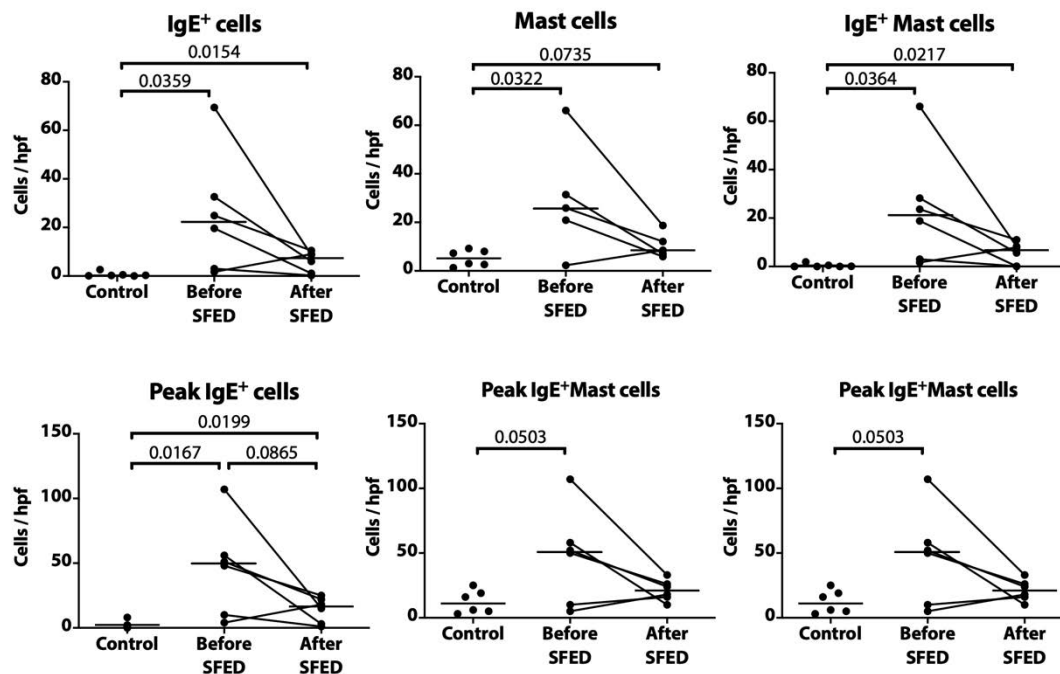 IgE⁺ cells
0.0154
0.0359
80
60
40
20
0
Cells / hpf
Control
Before
SFED
After
SFED
Mast cells
0.0735
0.0322
80
60
40
20
0
Cells / hpf
Control
Before
SFED
After
SFED
IgE⁺ Mast cells
0.0217
0.0364
80
60
40
20
0
Cells / hpf
Control
Before
SFED
After
SFED
Peak IgE⁺ cells
0.0199
0.0167
0.0865
150
100
50
0
Cells / hpf
Control
Before
SFED
After
SFED
Peak IgE⁺Mast cells
0.0503
150
100
50
0
Cells / hpf
Control
Before
SFED
After
SFED
Peak IgE⁺Mast cells
0.0503
150
100
50
0
Cells / hpf
Control
Before
SFED
After
SFED